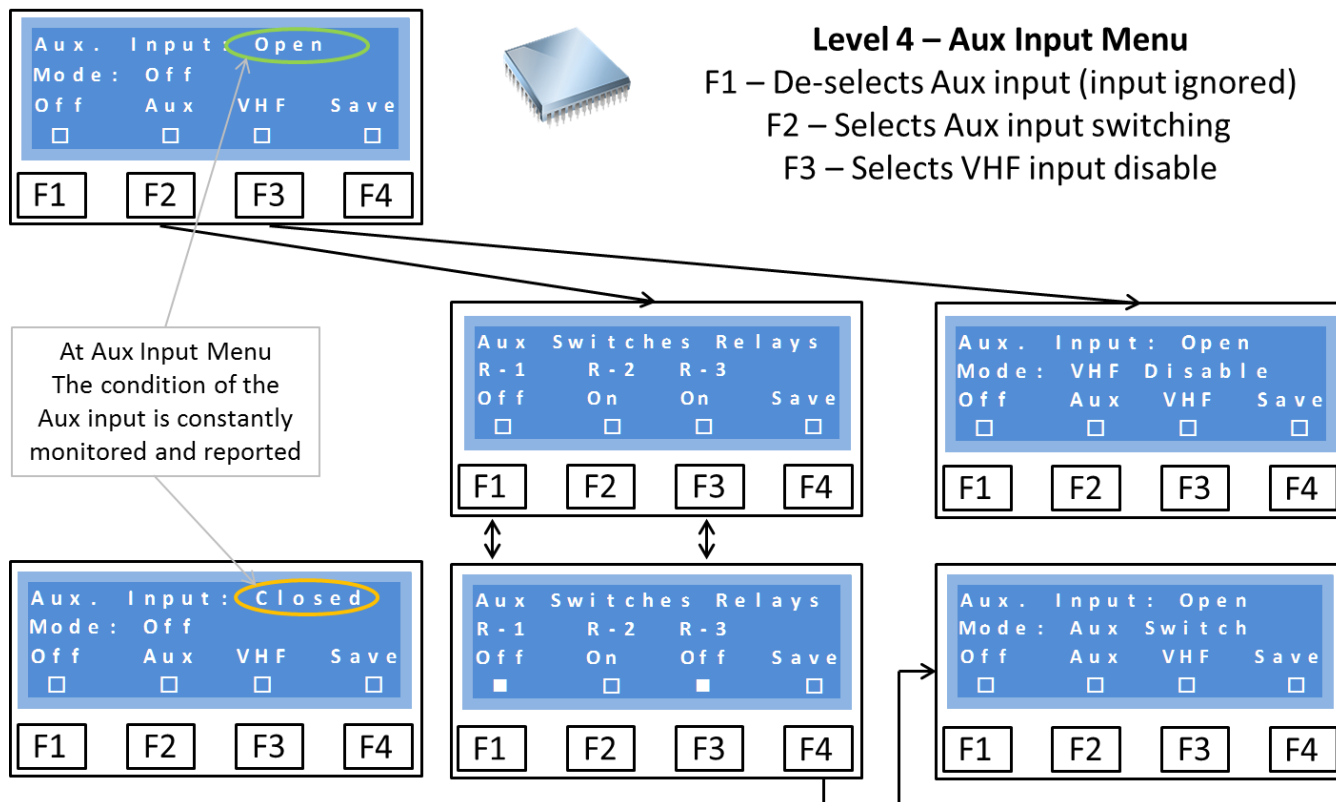 Aux. Input: Open
Mode: Off
Off Aux VHF Save
F1 F2 F3 F4
Level 4 – Aux Input Menu
F1 – De-selects Aux input (input ignored)
F2 – Selects Aux input switching
F3 – Selects VHF input disable
At Aux Input Menu
The condition of the
Aux input is constantly
monitored and reported
Aux Switches Relays
R-1 R-2 R-3
Off On On Save
F1 F2 F3 F4
Aux. Input: Open
Mode: VHF Disable
Off Aux VHF Save
F1 F2 F3 F4
Aux. Input: Closed
Mode: Off
Off Aux VHF Save
F1 F2 F3 F4
Aux Switches Relays
R-1 R-2 R-3
Off On Off Save
F1 F2 F3 F4
Aux. Input: Open
Mode: Aux Switch
Off Aux VHF Save
F1 F2 F3 F4